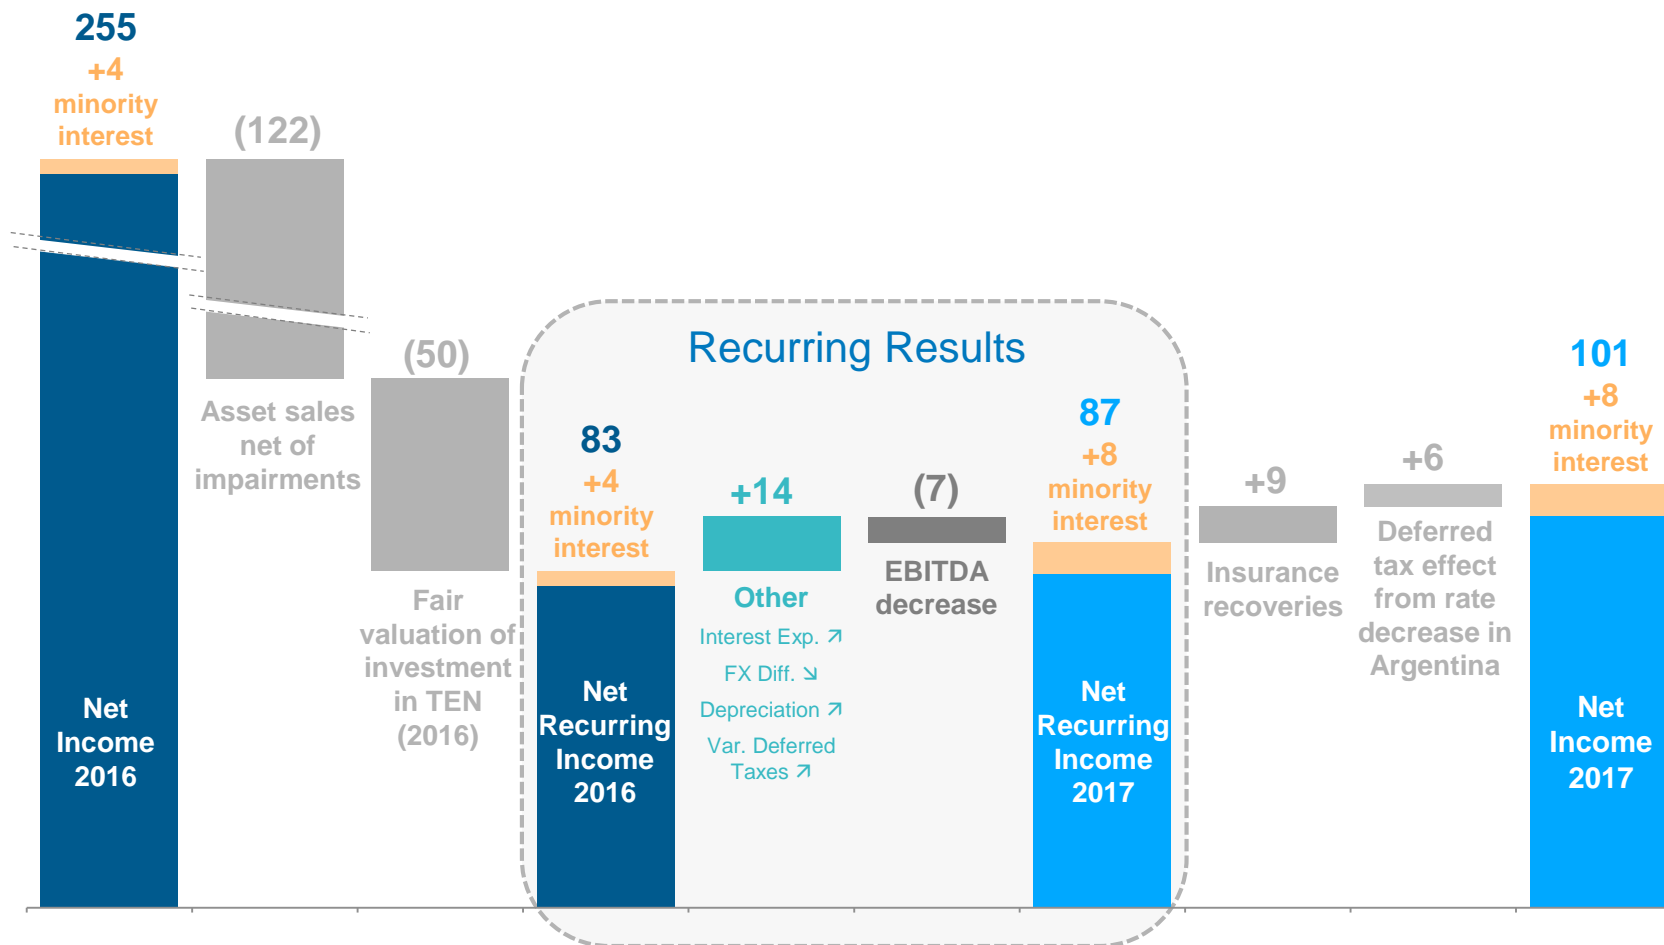 255
+4
minority
interest
Net
Income
2016
(122)
Asset sales
net of
impairments
(50)
Fair
valuation of
investment
in TEN
(2016)
Recurring Results
83
+4
minority
interest
Net
Recurring
Income
2016
+14
Other
Interest Exp. ↗
FX Diff. ↘
Depreciation ↗
Var. Deferred
Taxes ↗
(7)
EBITDA
decrease
87
+8
minority
interest
Net
Recurring
Income
2017
+9
Insurance
recoveries
+6
Deferred
tax effect
from rate
decrease in
Argentina
101
+8
minority
interest
Net
Income
2017